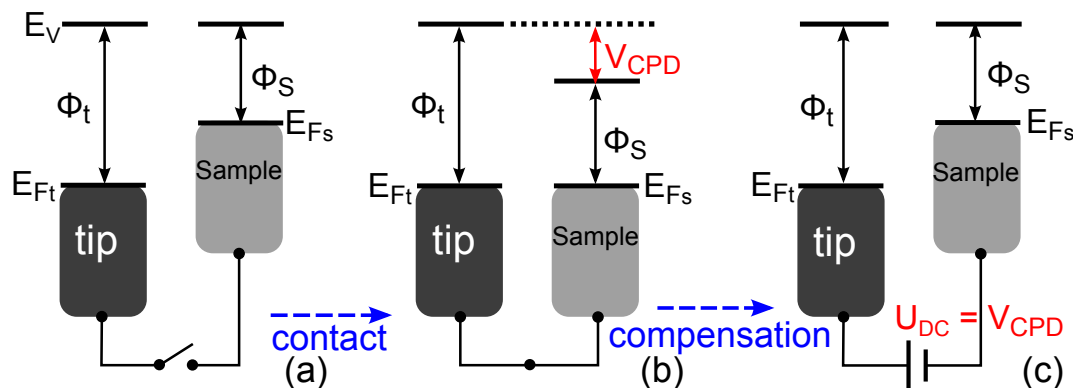 E_V
Φ_t
Φ_S
E_Fs
Sample
E_Ft
tip
contact
(a)
V_CPD
Φ_t
Φ_S
E_Ft
E_Fs
tip
Sample
compensation
(b)
Φ_t
Φ_S
E_Fs
Sample
E_Ft
tip
U_DC = V_CPD
(c)